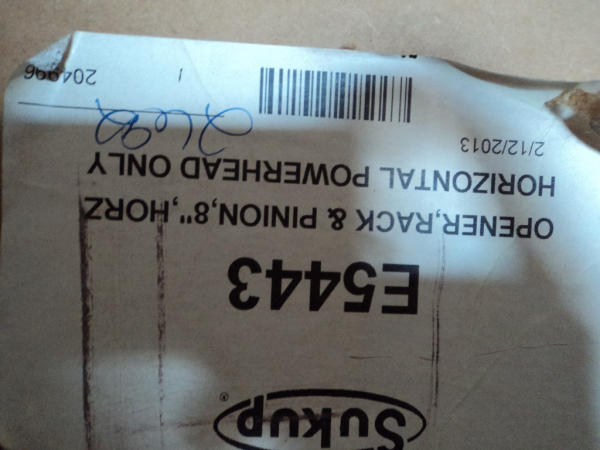 Sukup®
E5443
OPENER,RACK & PINION,8",HORZ
HORIZONTAL POWERHEAD ONLY
2/12/2013
1 204996